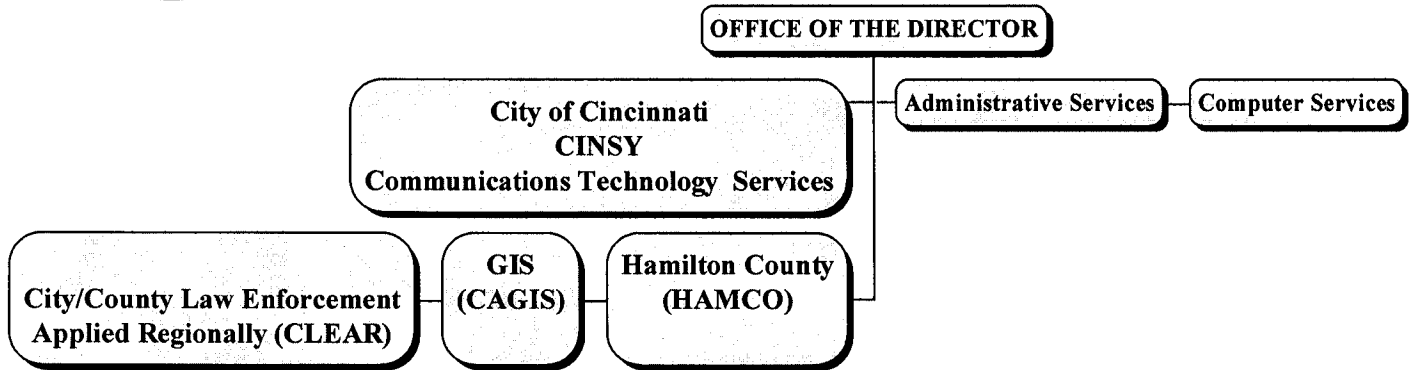 OFFICE OF THE DIRECTOR
City of Cincinnati
CINSY
Communications Technology Services
Administrative Services
Computer Services
City/County Law Enforcement
Applied Regionally (CLEAR)
GIS
(CAGIS)
Hamilton County
(HAMCO)